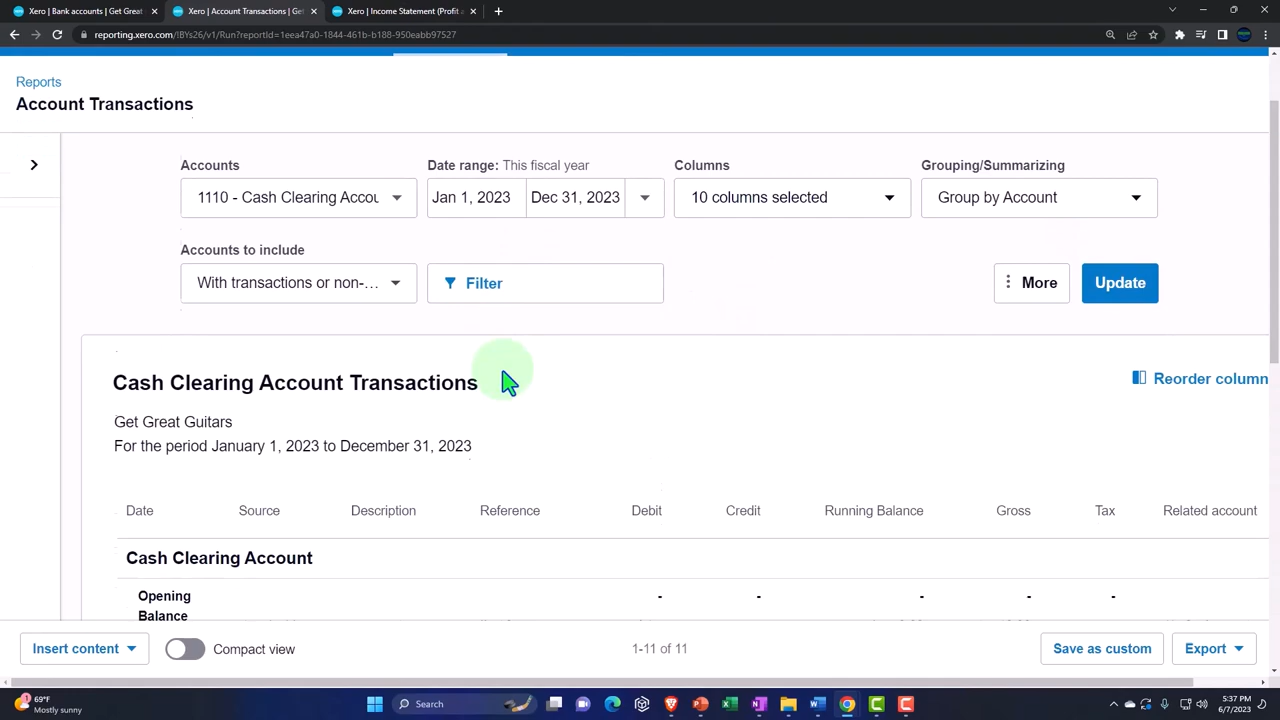 Xero | Bank accounts | Get Great
Xero | Account Transactions | Get
Xero | Income Statement (Profit a
reporting.xero.com/!BYs26/v1/Run?reportId=1eea47a0-1844-461b-b188-950eabb97527
Reports
Account Transactions
Accounts
Date range: This fiscal year
Columns
Grouping/Summarizing
1110 - Cash Clearing Accou
Jan 1, 2023
Dec 31, 2023
10 columns selected
Group by Account
Accounts to include
With transactions or non-...
Filter
More
Update
Cash Clearing Account Transactions
Reorder column
Get Great Guitars
For the period January 1, 2023 to December 31, 2023
Date Source Description Reference Debit Credit Running Balance Gross Tax Related account
Cash Clearing Account
Opening - - - - -
Balance
Insert content
Compact view
1-11 of 11
Save as custom
Export
69°F
Mostly sunny
Search
5:37 PM
6/7/2023